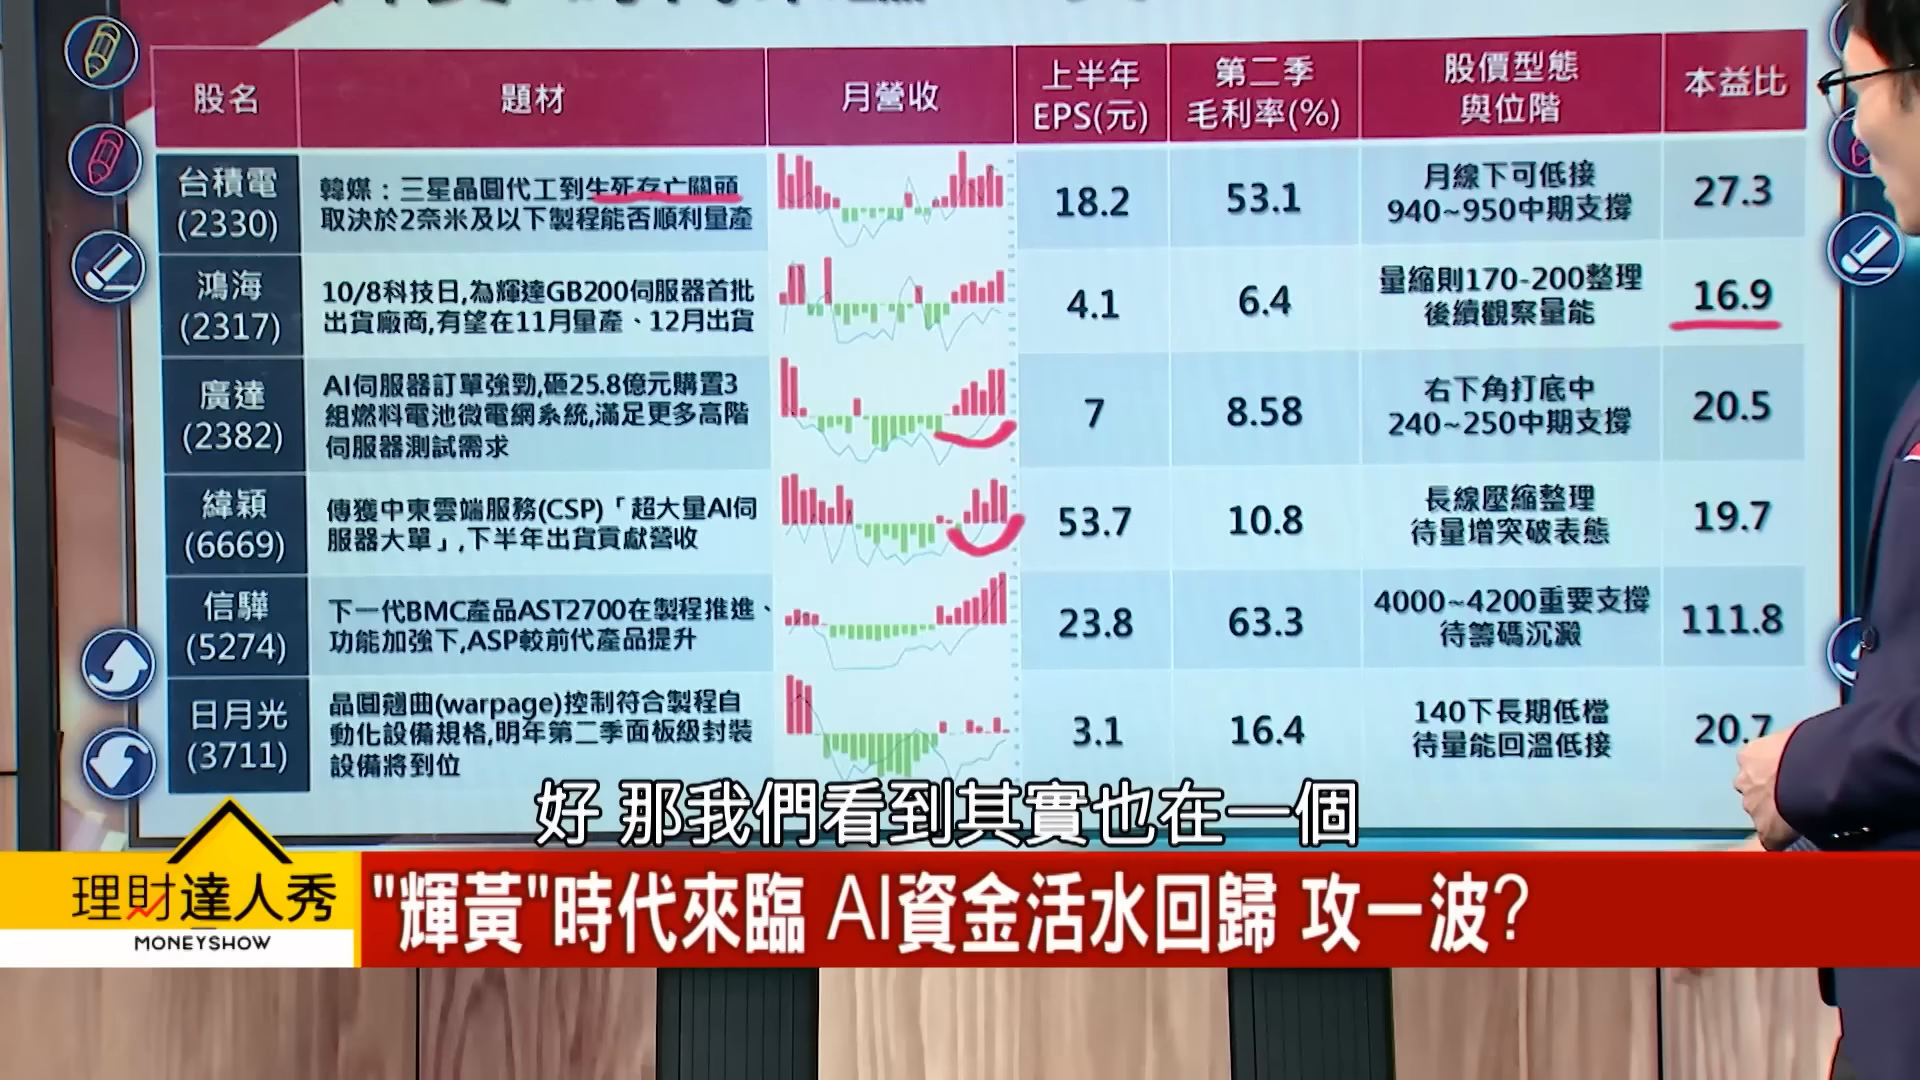 股名
題材
月營收
上半年
EPS(元)
第二季
毛利率(%)
股價型態
與位階
本益比
台積電
(2330)
韓媒：三星晶圓代工到生死存亡關頭
取決於2奈米及以下製程能否順利量產
18.2
53.1
月線下可低接
940~950中期支撐
27.3
鴻海
(2317)
10/8科技日,為輝達GB200伺服器首批
出貨廠商,有望在11月量產、12月出貨
4.1
6.4
量縮則170-200整理
後續觀察量能
16.9
廣達
(2382)
AI伺服器訂單強勁,砸25.8億元購置3
組燃料電池微電網系統,滿足更多高階
伺服器測試需求
7
8.58
右下角打底中
240~250中期支撐
20.5
緯穎
(6669)
傳獲中東雲端服務(CSP)「超大量AI伺
服器大單」,下半年出貨貢獻營收
53.7
10.8
長線壓縮整理
待量增突破表態
19.7
信驊
(5274)
下一代BMC產品AST2700在製程推進、
功能加強下,ASP較前代產品提升
23.8
63.3
4000~4200重要支撐
待籌碼沉澱
111.8
日月光
(3711)
晶圓翹曲(warpage)控制符合製程自
動化設備規格,明年第二季面板級封裝
設備將到位
3.1
16.4
140下長期低檔
待量能回溫低接
20.7
好 那我們看到其實也在一個
理財達人秀
MONEYSHOW
"輝黃"時代來臨 AI資金活水回歸 攻一波?